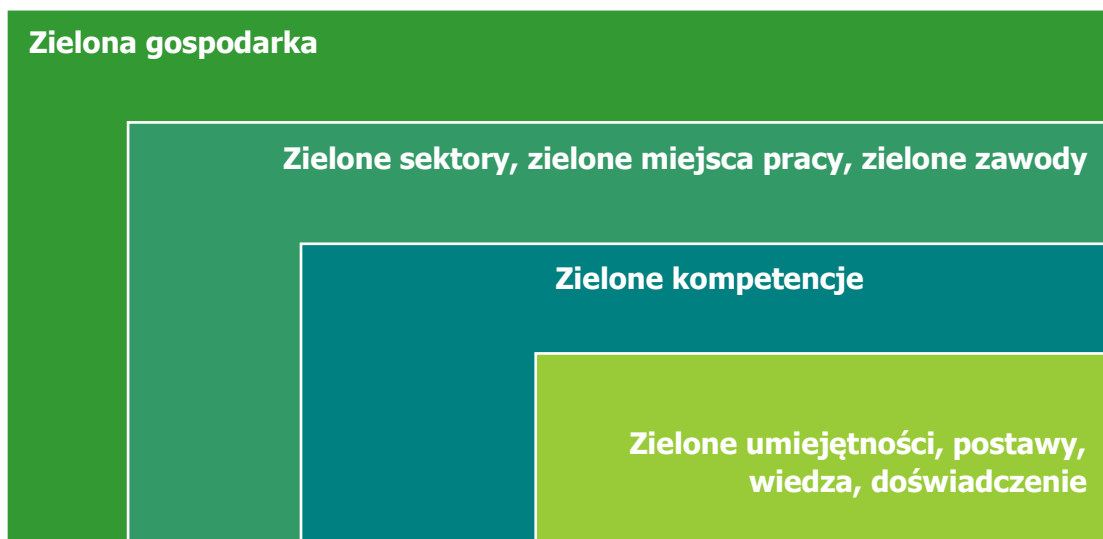 Zielona gospodarka
Zielone sektory, zielone miejsca pracy, zielone zawody
Zielone kompetencje
Zielone umiejętności, postawy,
wiedza, doświadczenie